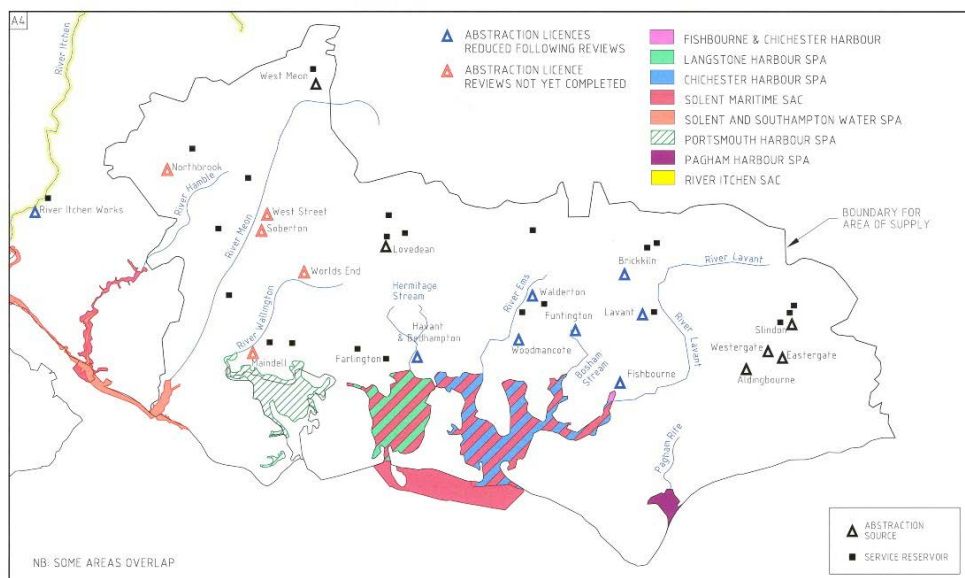 A4
River Itchen
West Meon
ABSTRACTION LICENCES
REDUCED FOLLOWING REVIEWS
ABSTRACTION LICENCE
REVIEWS NOT YET COMPLETED
FISHBOURNE & CHICHESTER HARBOUR
LANGSTONE HARBOUR SPA
CHICHESTER HARBOUR SPA
SOLENT MARITIME SAC
SOLENT AND SOUTHAMPTON WATER SPA
PORTSMOUTH HARBOUR SPA
PAGHAM HARBOUR SPA
RIVER ITCHEN SAC
Northbrook
River Hamble
River Itchen Works
West Street
Soberton
River Meon
Lovedean
BOUNDARY FOR
AREA OF SUPPLY
Worlds End
Hermitage
Stream
River Ems
Walderton
Brickkiln
River Lavant
Funtington
Lavant
River Lavant
Slindon
River Wallington
Havant
& Bedhampton
Woodmancote
Westergate
Eastergate
Maindell
Farlington
Bosham
Stream
Fishbourne
Aldingbourne
Pagham Rife
ABSTRACTION
SOURCE
SERVICE RESERVOIR
NB: SOME AREAS OVERLAP